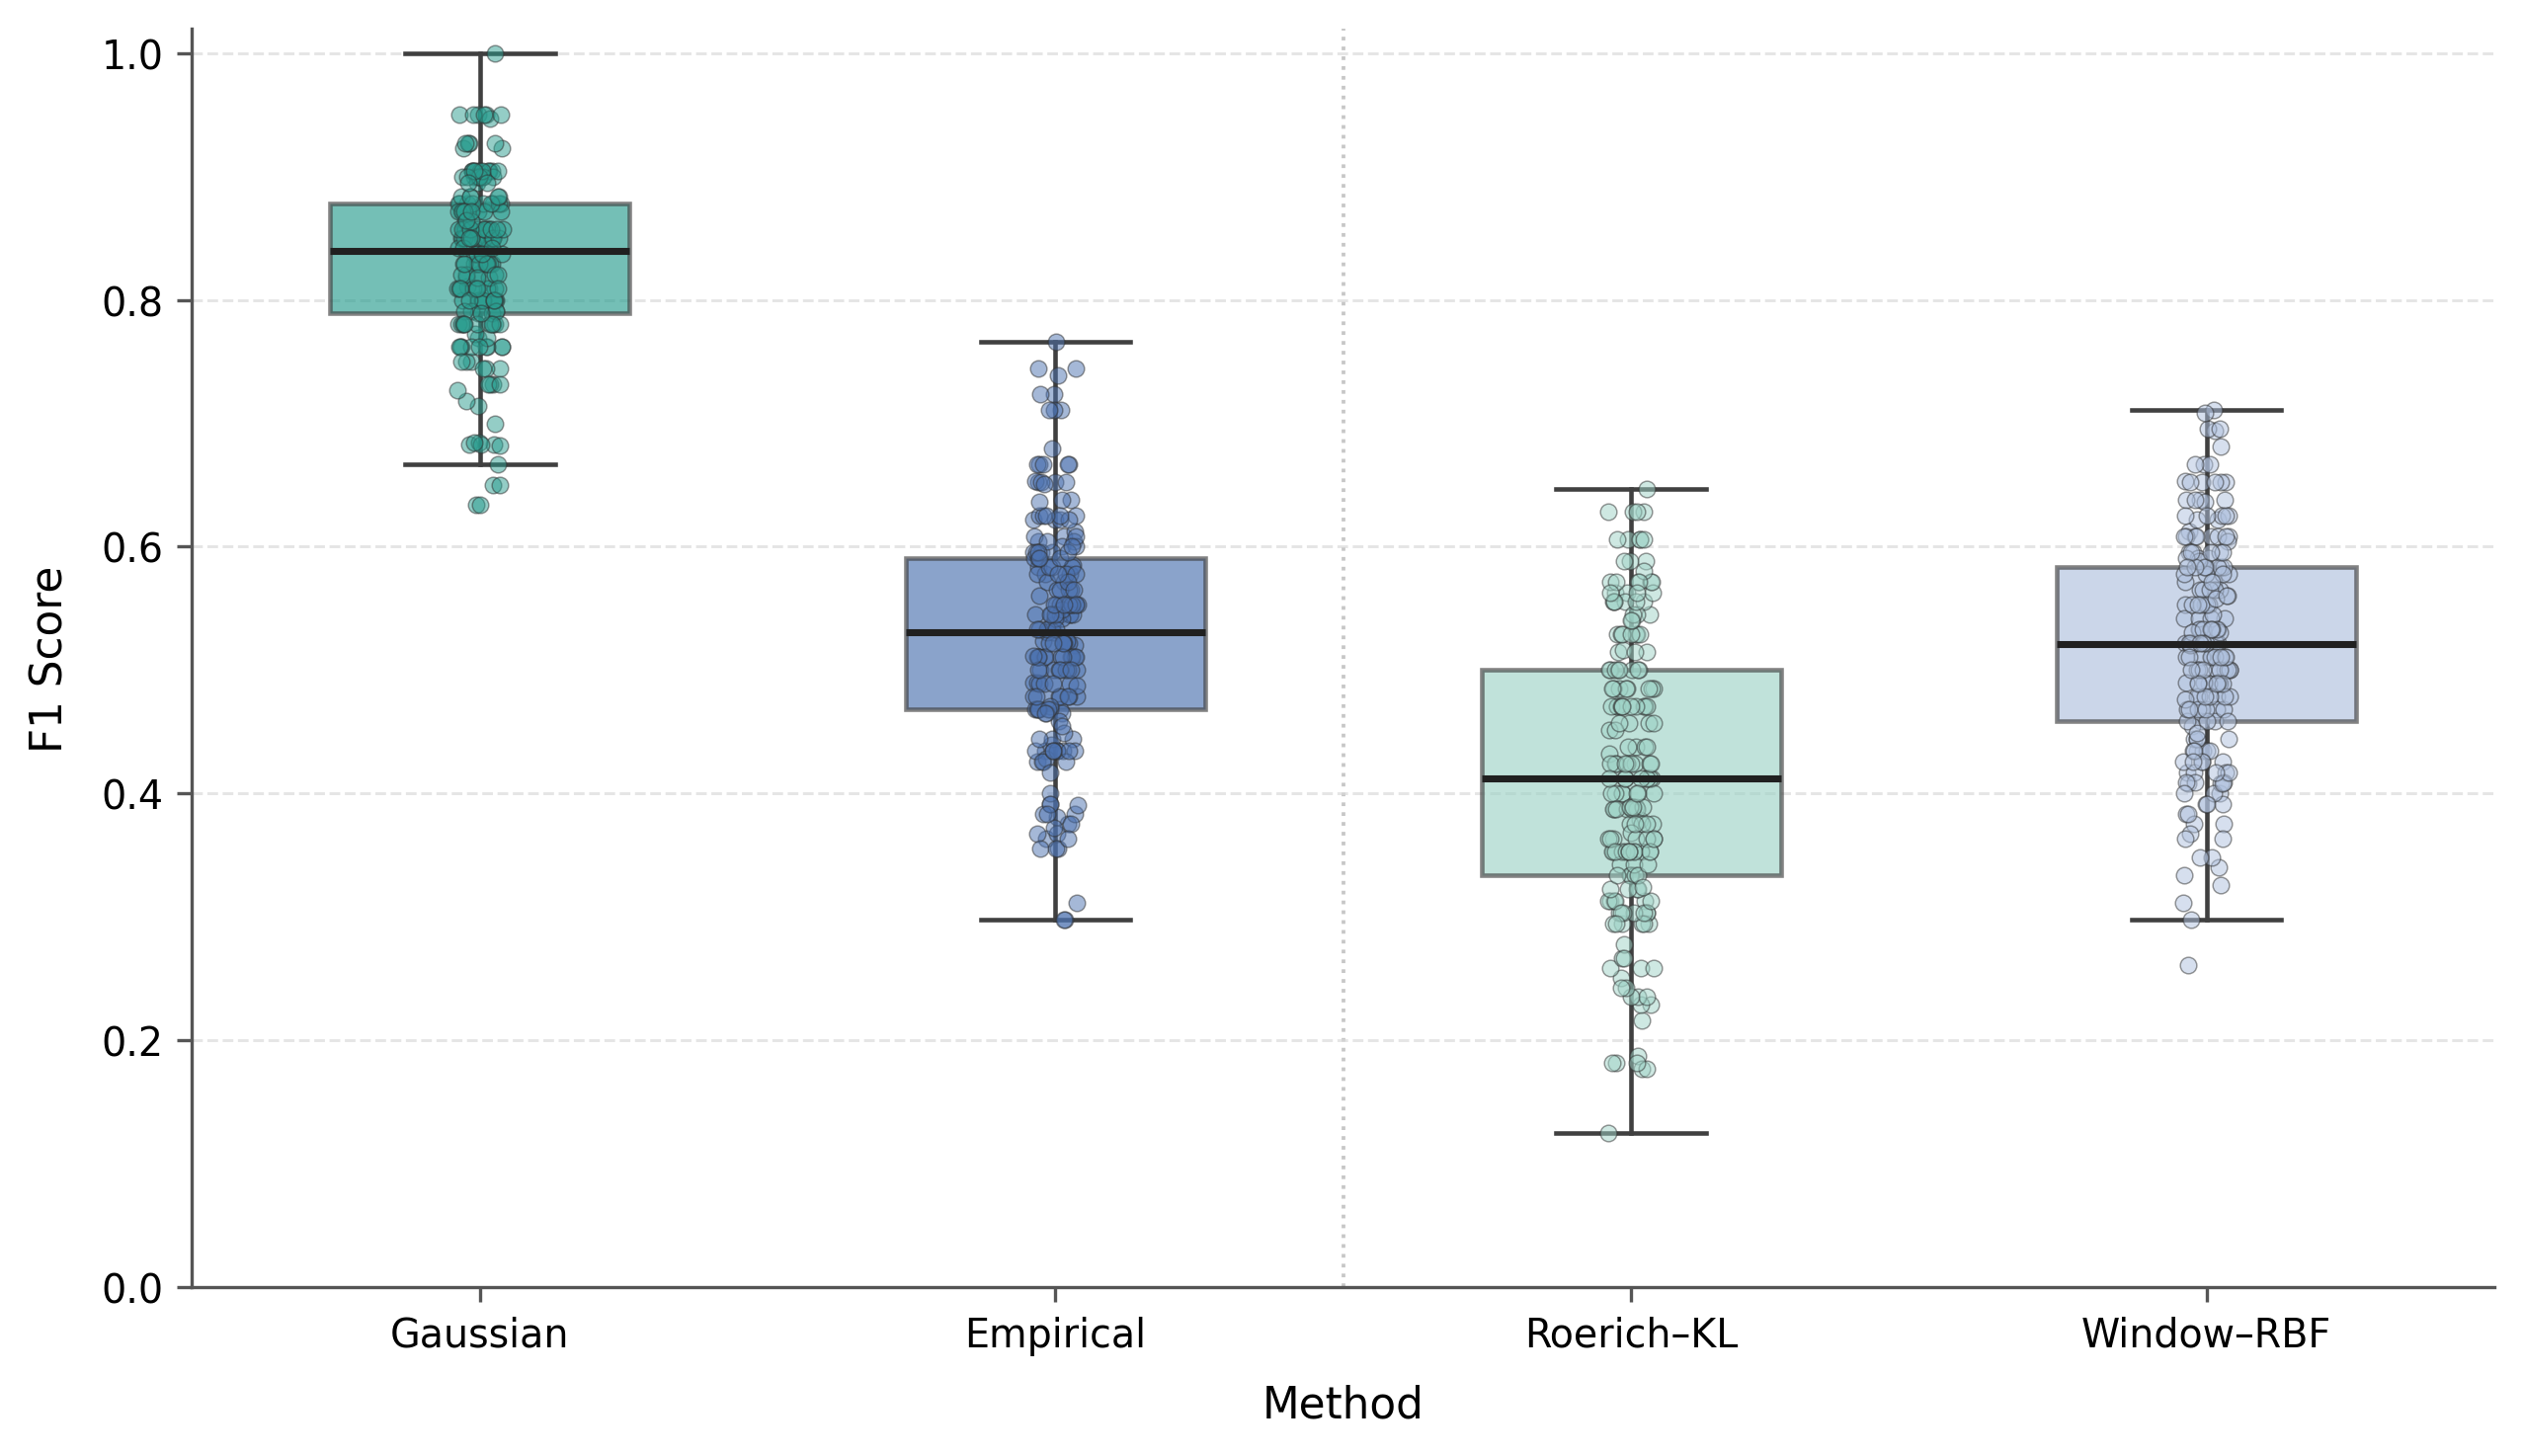 F1 Score
1.0
0.8
0.6
0.4
0.2
0.0
Gaussian
Empirical
Roerich–KL
Window–RBF
Method